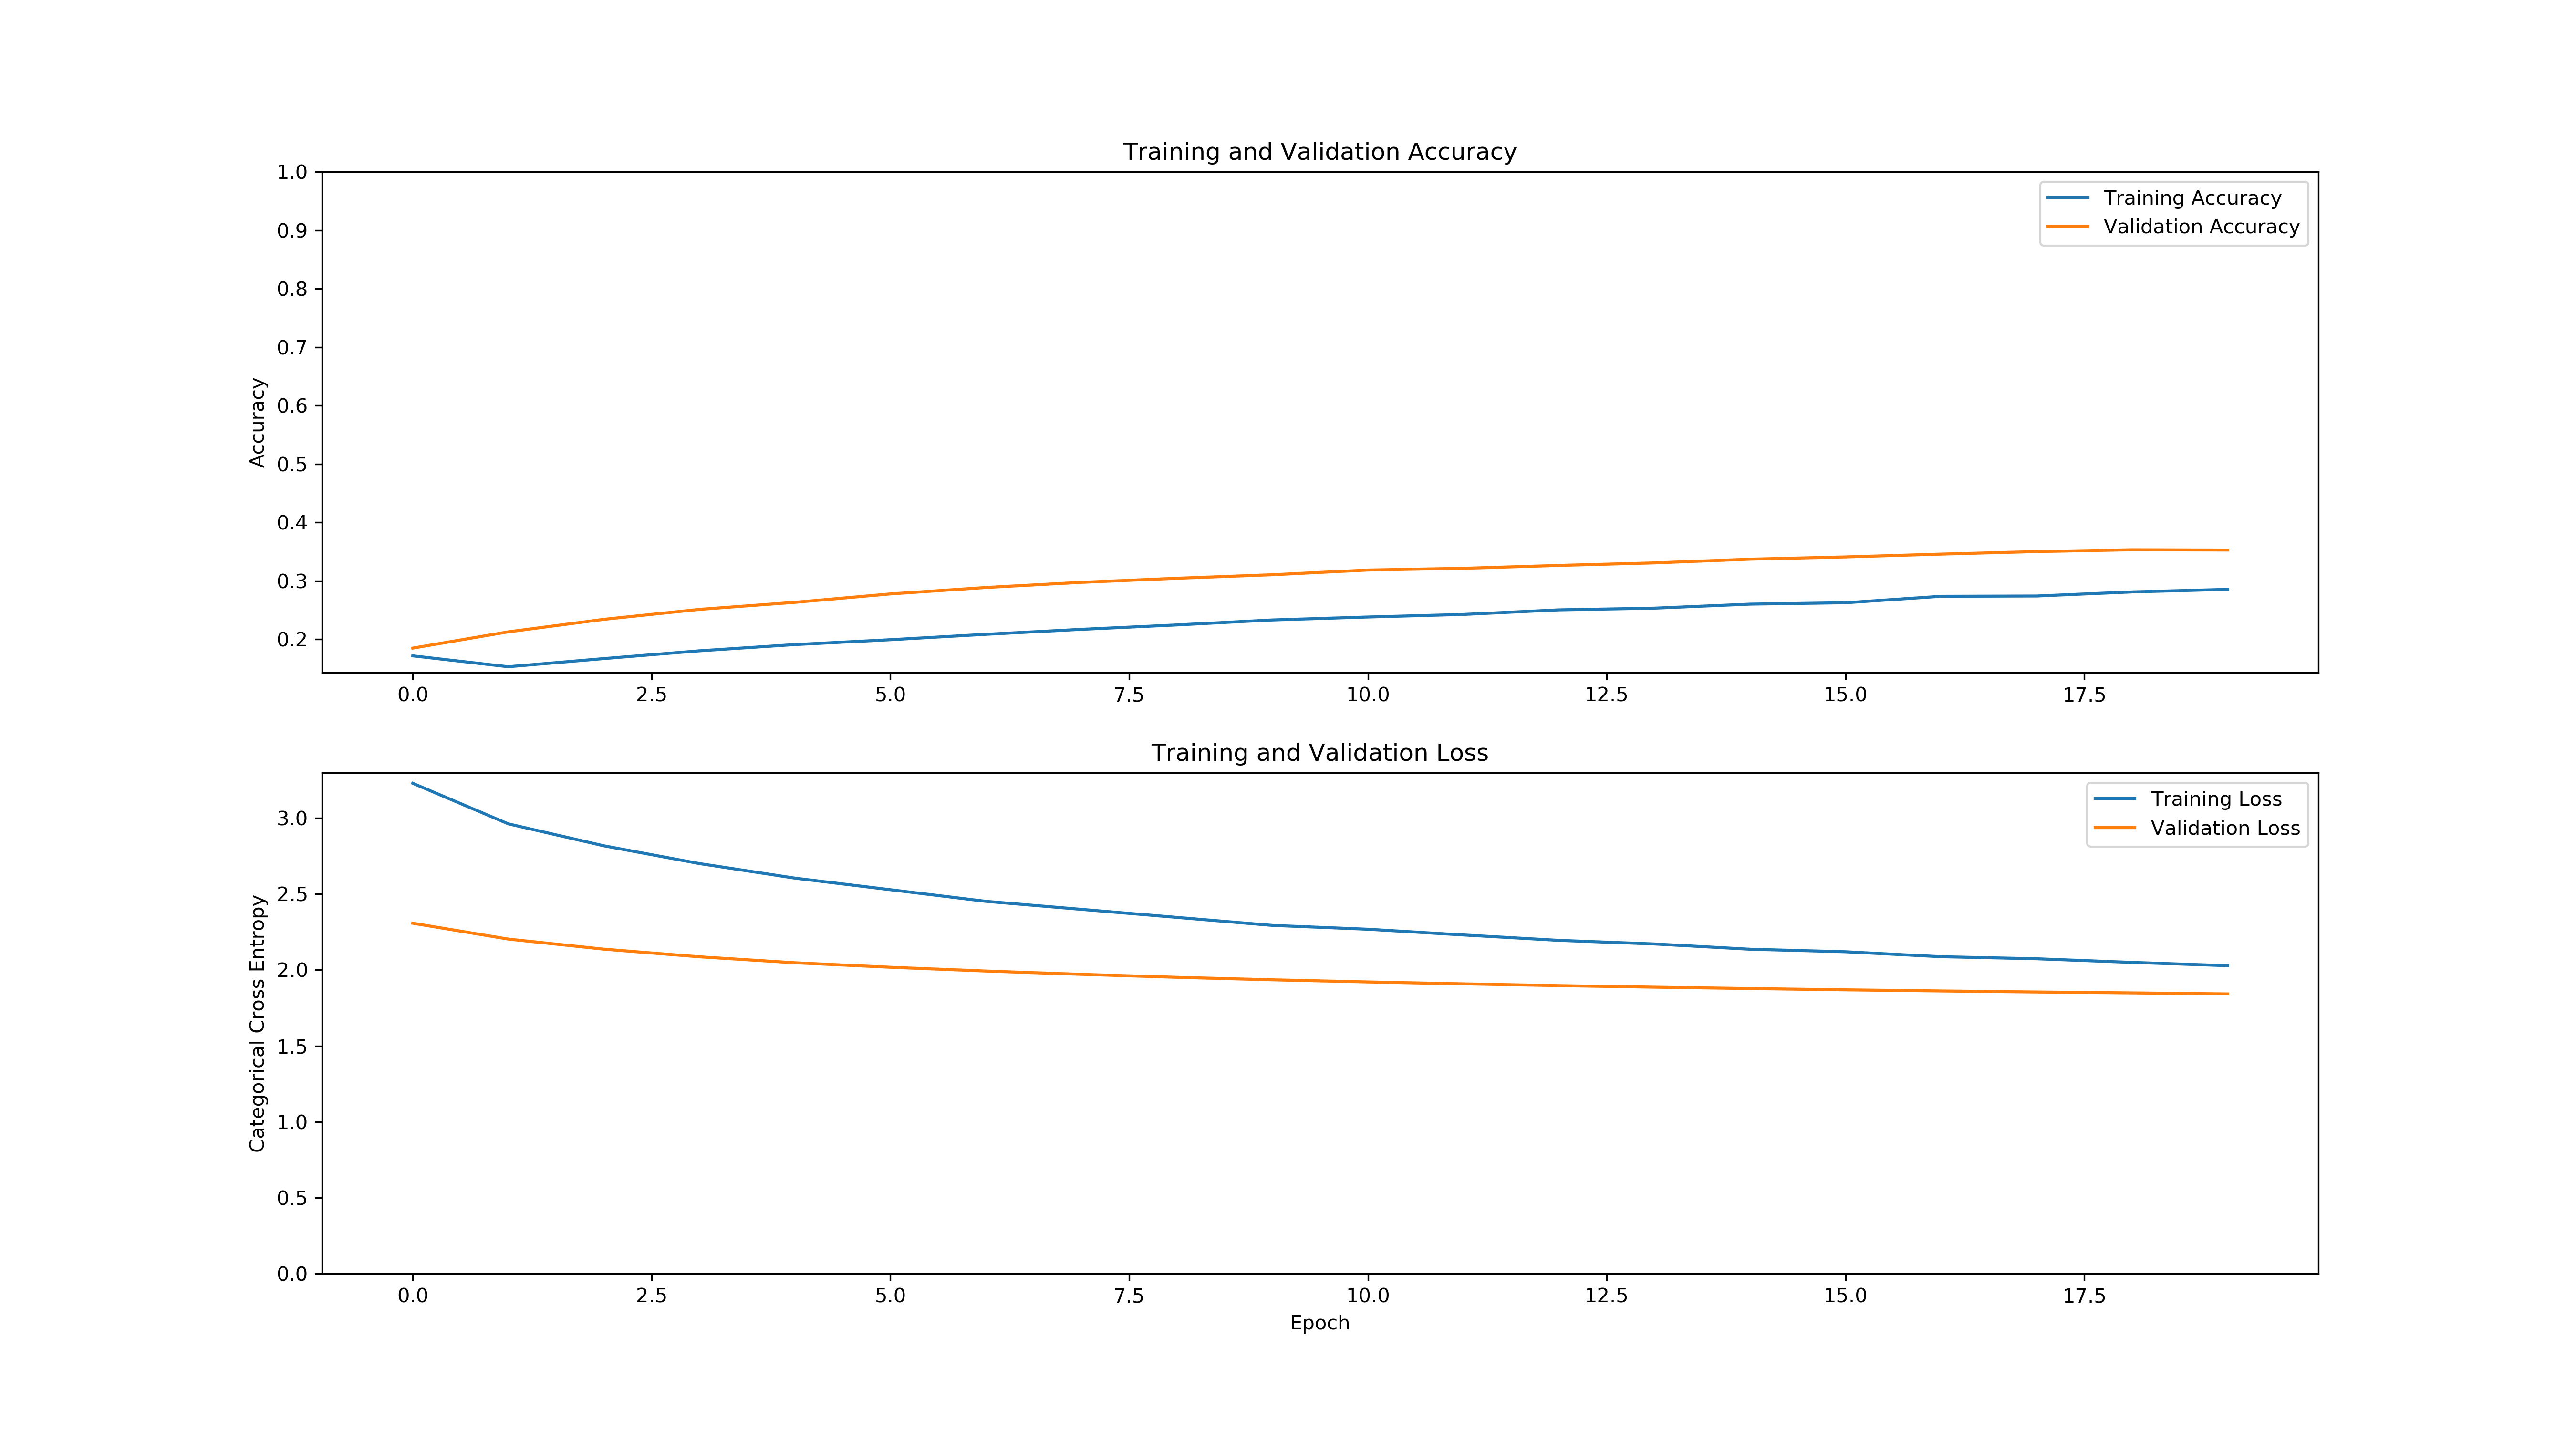 Training and Validation Accuracy
1.0
0.9
0.8
0.7
0.6
0.5
0.4
0.3
0.2
Accuracy
Training Accuracy
Validation Accuracy
0.0 2.5 5.0 7.5 10.0 12.5 15.0 17.5
Training and Validation Loss
3.0
2.5
2.0
1.5
1.0
0.5
0.0
Categorical Cross Entropy
Training Loss
Validation Loss
0.0 2.5 5.0 7.5 10.0 12.5 15.0 17.5
Epoch